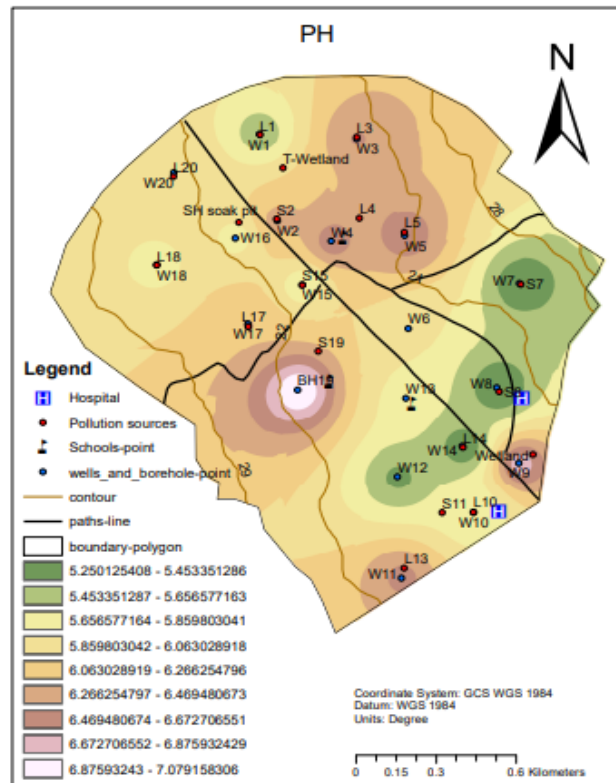 PH
N
L1
W1
L3
W3
T-Wetland
L20
W20
SH soak pit
S2
W2
L4
W4
L5
W5
28
W16
L18
W18
24
S15
W15
W7
S7
L17
W17
22
W6
S19
BH19
W13
W8
S8
L14
W14
Wetland
W9
W12
26
S11
L10
W10
L13
W11
Legend
Hospital
Pollution sources
Schools-point
wells_and_borehole-point
contour
paths-line
boundary-polygon
5.250125408 - 5.453351286
5.453351287 - 5.656577163
5.656577164 - 5.859803041
5.859803042 - 6.063028918
6.063028919 - 6.266254796
6.266254797 - 6.469480673
6.469480674 - 6.672706551
6.672706552 - 6.875932429
6.87593243 - 7.079158306
Coordinate System: GCS WGS 1984
Datum: WGS 1984
Units: Degree
0 0.15 0.3 0.6 Kilometers